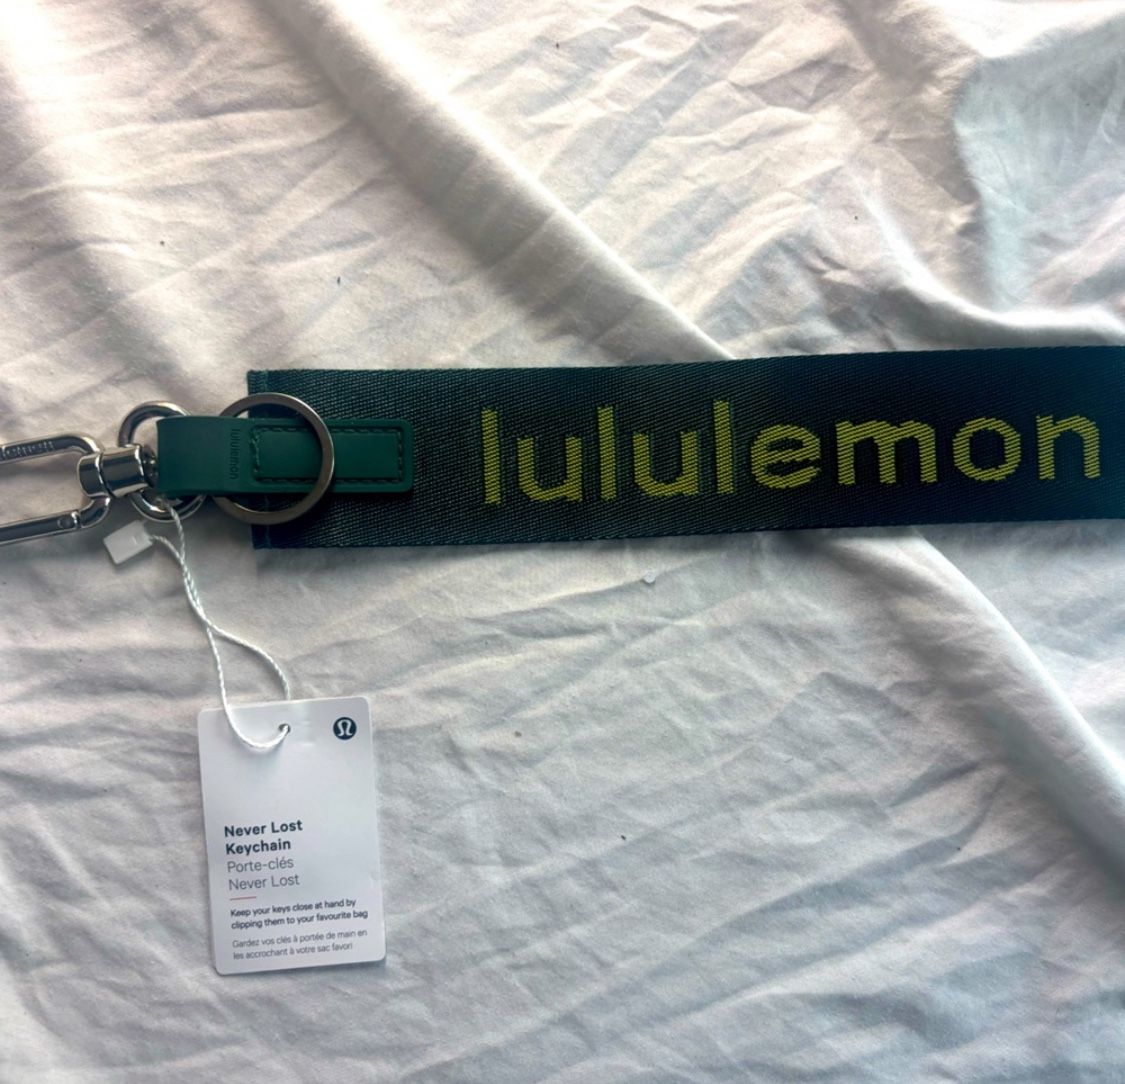 lululemon
lululemon
Never Lost
Keychain
Porte-clés
Never Lost
Keep your keys close at hand by
clipping them to your favourite bag
Gardez vos clés à portée de main en
les accrochant à votre sac favori